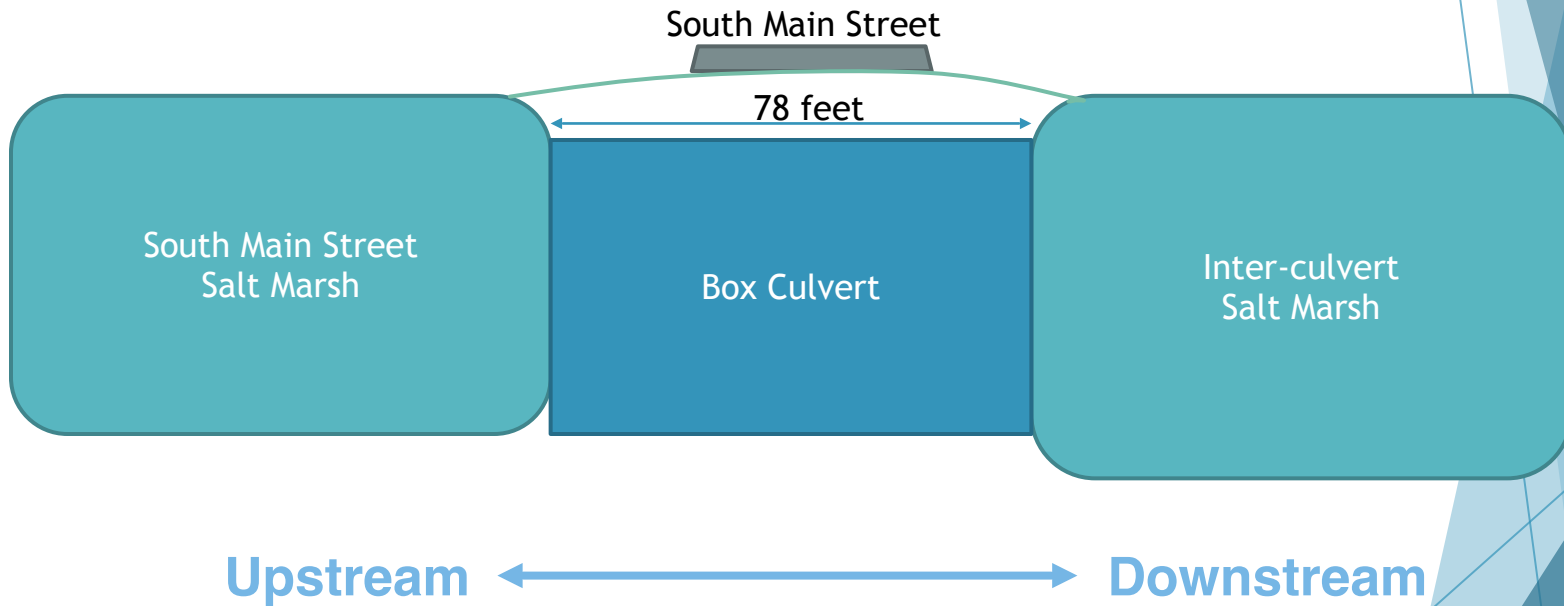 South Main Street
78 feet
South Main Street
Salt Marsh
Box Culvert
Inter-culvert
Salt Marsh
Upstream
Downstream